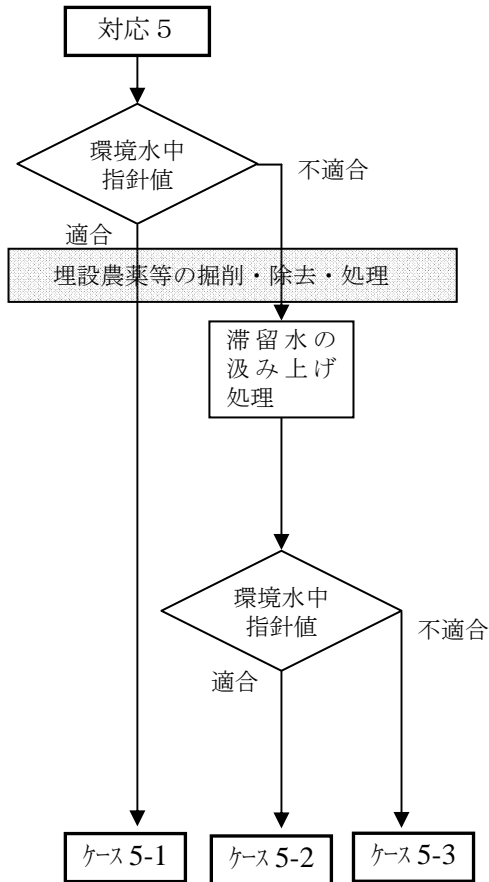 対応５
環境水中
指針値
不適合
適合
埋設農薬等の掘削・除去・処理
滞留水の
汲み上げ
処理
環境水中
指針値
不適合
適合
ｹｰｽ 5-1
ｹｰｽ 5-2
ｹｰｽ 5-3